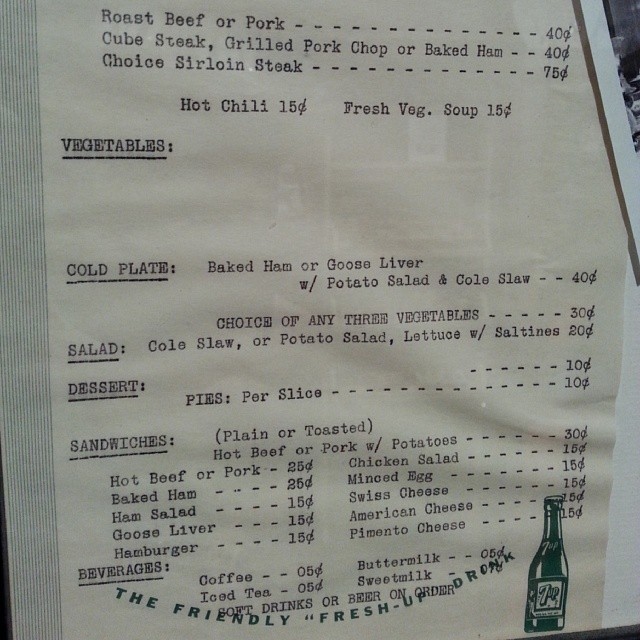 Roast Beef or Pork - - - - - - - - - - - - - - - 40¢
Cube Steak, Grilled Pork Chop or Baked Ham - - 40¢
Choice Sirloin Steak - - - - - - - - - - - - - - 75¢
Hot Chili 15¢ Fresh Veg. Soup 15¢
VEGETABLES:
COLD PLATE: Baked Ham or Goose Liver
w/ Potato Salad & Cole Slaw - - 40¢
CHOICE OF ANY THREE VEGETABLES - - - - - 30¢
SALAD: Cole Slaw, or Potato Salad, Lettuce w/ Saltines 20¢
DESSERT: - - - - - - 10¢
PIES: Per Slice - - - - - - - - - - - - - - - 10¢
SANDWICHES: (Plain or Toasted)
Hot Beef or Pork w/ Potatoes - - - - - - 30¢
Hot Beef or Pork - - 25¢ Chicken Salad - - - - - - 15¢
Baked Ham - - - - 25¢ Minced Egg - - - - - - - 15¢
Ham Salad - - - - 15¢ Swiss Cheese - - - - - - 15¢
Goose Liver - - - - 15¢ American Cheese - - - - 15¢
Hamburger - - - - 15¢ Pimento Cheese - - - - 15¢
BEVERAGES: Coffee - - 05¢ Buttermilk - - 05¢
Iced Tea - 05¢ Sweetmilk - -
SOFT DRINKS OR BEER ON ORDER
THE FRIENDLY "FRESH-UP" DRINK
7up
7up